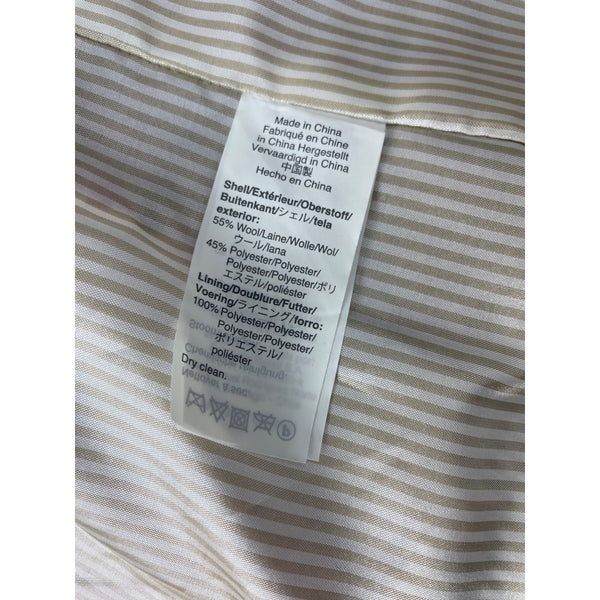 Made in China
Fabriqué en Chine
in China Hergestellt
Vervaardigd in China
中国製
Hecho en China
Shell/Extérieur/Oberstoff/
Buitenkant/シェル/tela
exterior:
55% Wool/Laine/Wolle/Wol/
ウール/lana
45% Polyester/Polyester/
Polyester/Polyester/ポリ
エステル/poliéster
Lining/Doublure/Futter/
Voering/ライニング/forro:
100% Polyester/Polyester/
Polyester/Polyester/
ポリエステル/
poliéster
Dry clean.
P